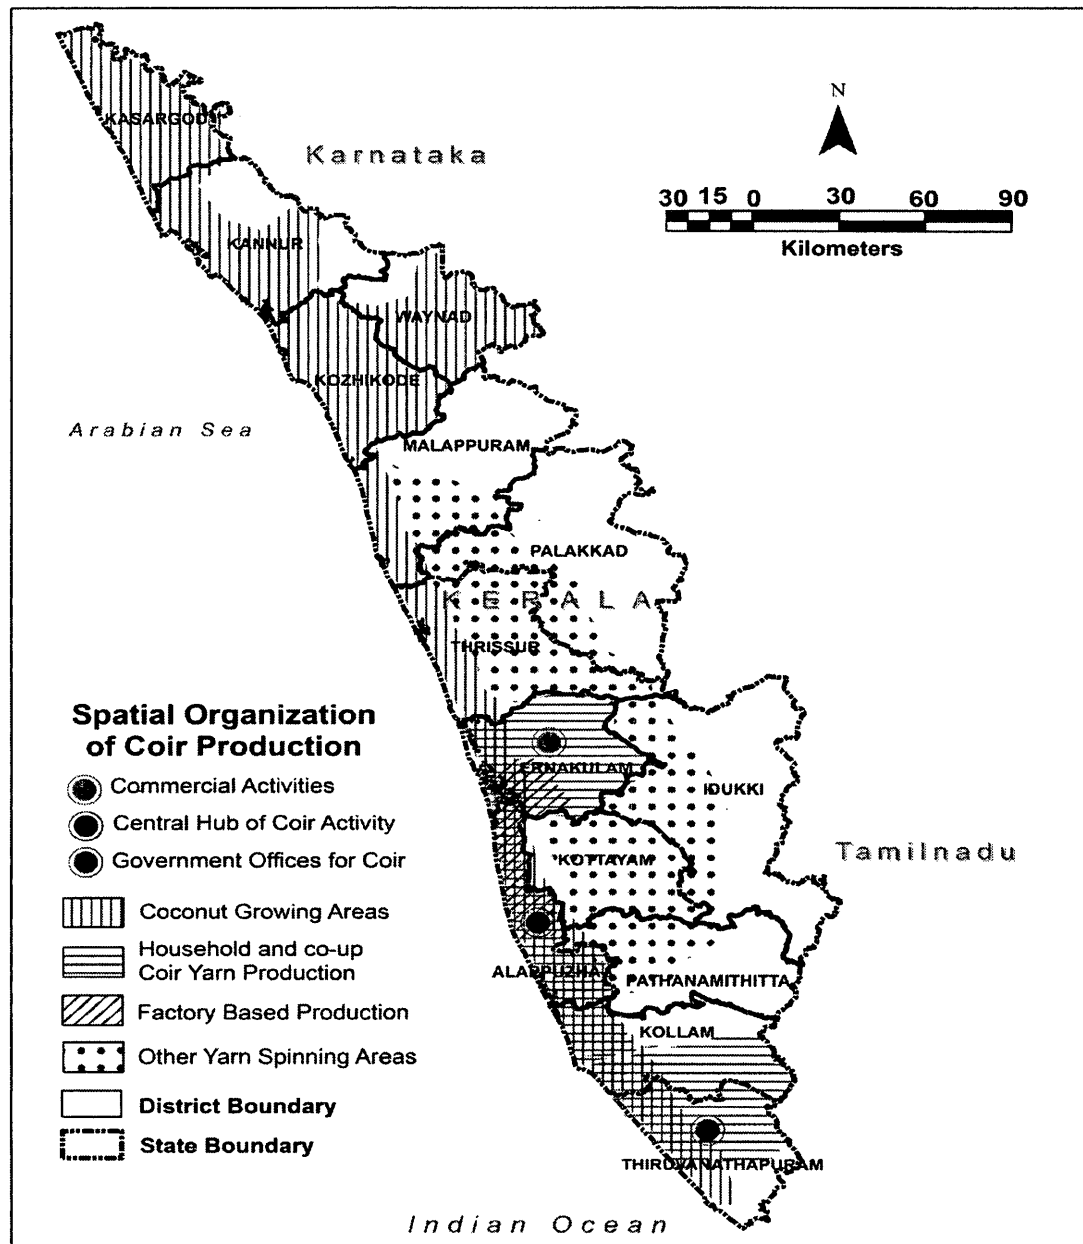 KASARGOD
Karnataka
N
30 15 0 30 60 90
Kilometers
KANNUR
WAYNAD
KOZHIKODE
Arabian Sea
MALAPPURAM
PALAKKAD
KERALA
THRISSUR
Spatial Organization
of Coir Production
Commercial Activities
Central Hub of Coir Activity
Government Offices for Coir
Coconut Growing Areas
Household and co-up
Coir Yarn Production
Factory Based Production
Other Yarn Spinning Areas
District Boundary
State Boundary
ERNAKULAM
IDUKKI
KOTTAYAM
Tamilnadu
ALAPPUZHA
PATHANAMITHITTA
KOLLAM
THIRUVANATHAPURAM
Indian Ocean